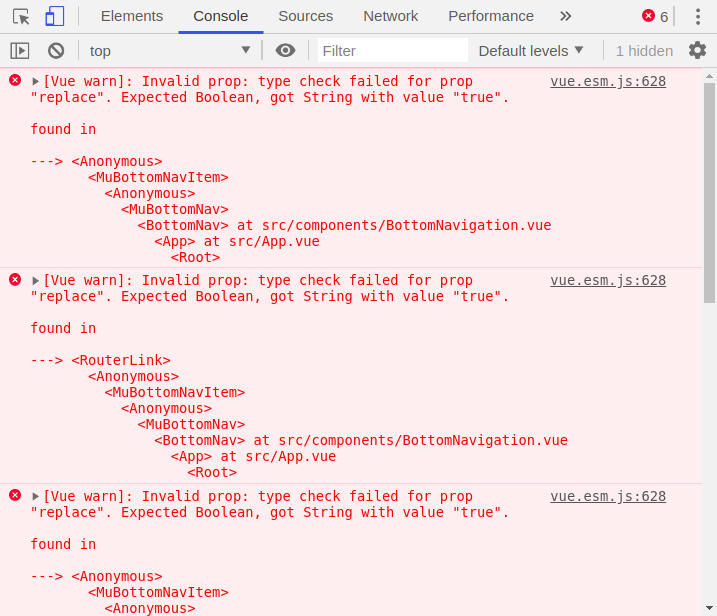 Elements Console Sources Network Performance » 6
top Filter Default levels 1 hidden
[Vue warn]: Invalid prop: type check failed for prop vue.esm.js:628
"replace". Expected Boolean, got String with value "true".
found in
---> <Anonymous>
<MuBottomNavItem>
<Anonymous>
<MuBottomNav>
<BottomNav> at src/components/BottomNavigation.vue
<App> at src/App.vue
<Root>
[Vue warn]: Invalid prop: type check failed for prop vue.esm.js:628
"replace". Expected Boolean, got String with value "true".
found in
---> <RouterLink>
<Anonymous>
<MuBottomNavItem>
<Anonymous>
<MuBottomNav>
<BottomNav> at src/components/BottomNavigation.vue
<App> at src/App.vue
<Root>
[Vue warn]: Invalid prop: type check failed for prop vue.esm.js:628
"replace". Expected Boolean, got String with value "true".
found in
---> <Anonymous>
<MuBottomNavItem>
<Anonymous>